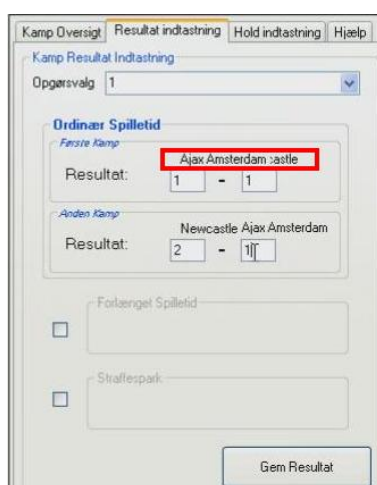 Kamp Oversigt Resultat indtastning Hold indtastning Hjælp
Kamp Resultat Indtastning
Opgørsvalg 1
Ordinær Spilletid
Første Kamp
Ajax Amsterdam :astle
Resultat: 1 - 1
Anden Kamp
Newcastle Ajax Amsterdam
Resultat: 2 - 1
Forlænget Spilletid
Straffespark
Gem Resultat